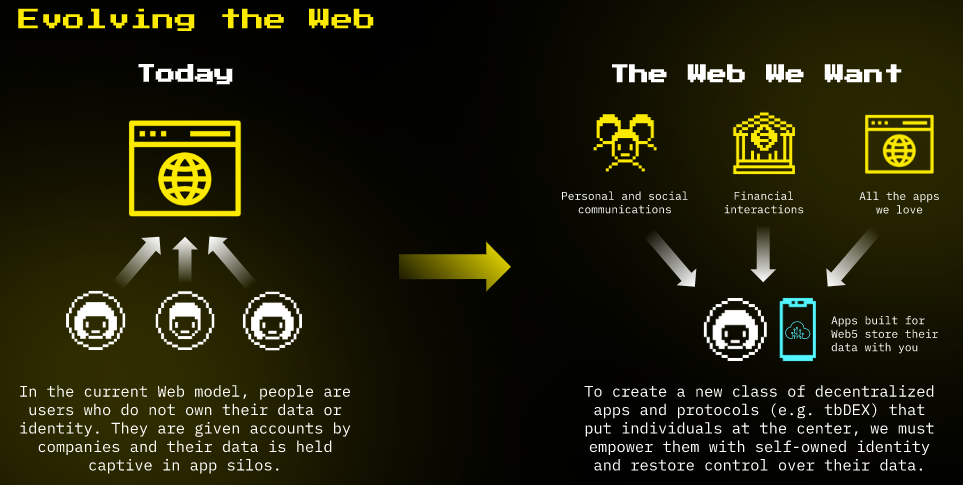 Evolving the Web
Today
In the current Web model, people are
users who do not own their data or
identity. They are given accounts by
companies and their data is held
captive in app silos.
The Web We Want
Personal and social
communications
Financial
interactions
All the apps
we love
Apps built for
Web5 store their
data with you
To create a new class of decentralized
apps and protocols (e.g. tbDEX) that
put individuals at the center, we must
empower them with self-owned identity
and restore control over their data.